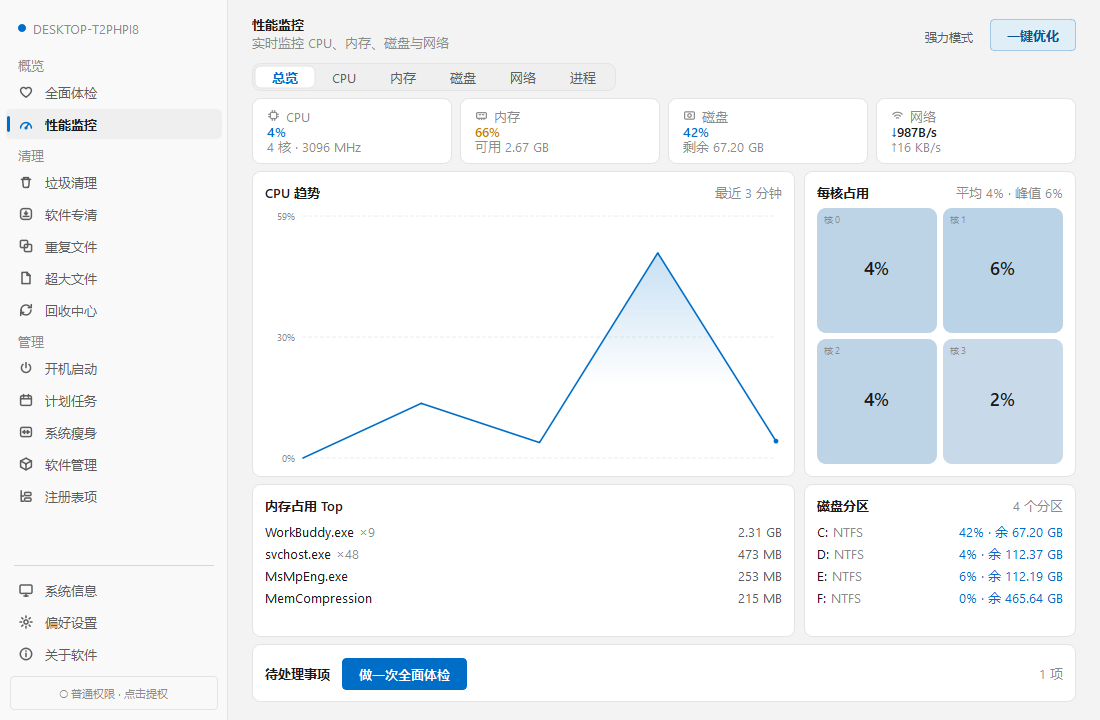 DESKTOP-T2PHPI8
概览
全面体检
性能监控
清理
垃圾清理
软件专清
重复文件
超大文件
回收中心
管理
开机启动
计划任务
系统瘦身
软件管理
注册表项
系统信息
偏好设置
关于软件
普通权限 · 点击提权
性能监控
实时监控 CPU、内存、磁盘与网络
强力模式
一键优化
总览 CPU 内存 磁盘 网络 进程
CPU
4%
4 核 · 3096 MHz
内存
66%
可用 2.67 GB
磁盘
42%
剩余 67.20 GB
网络
↓987B/s
↑16 KB/s
CPU 趋势 最近 3 分钟
59%
30%
0%
每核占用 平均 4% · 峰值 6%
核 0
4%
核 1
6%
核 2
4%
核 3
2%
内存占用 Top
WorkBuddy.exe ×9 2.31 GB
svchost.exe ×48 473 MB
MsMpEng.exe 253 MB
MemCompression 215 MB
磁盘分区 4 个分区
C: NTFS 42% · 余 67.20 GB
D: NTFS 4% · 余 112.37 GB
E: NTFS 6% · 余 112.19 GB
F: NTFS 0% · 余 465.64 GB
待处理事项 做一次全面体检 1 项